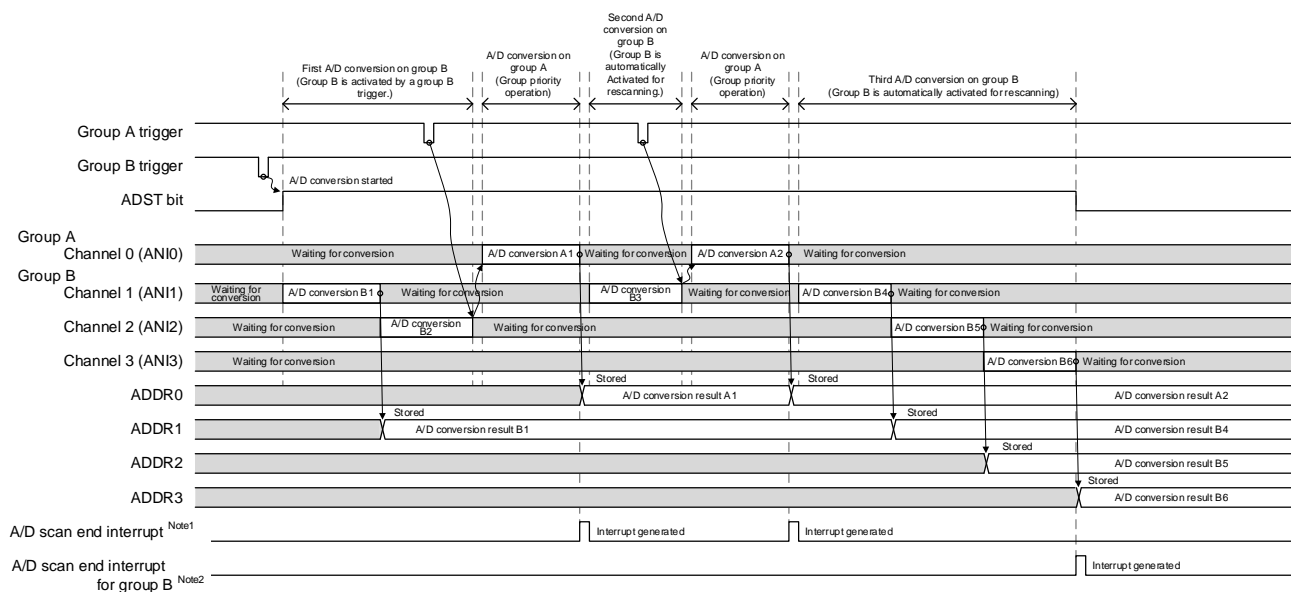 Second A/D
conversion on
group B
(Group B is
automatically
Activated for
rescanning.)
First A/D conversion on group B
(Group B is activated by a group B
trigger.)
A/D conversion on
group A
(Group priority
operation)
A/D conversion on
group A
(Group priority
operation)
Third A/D conversion on group B
(Group B is automatically activated for rescanning)
Group A trigger
Group B trigger
A/D conversion started
ADST bit
Group A
Channel 0 (ANI0)
Waiting for conversion
A/D conversion A1
Waiting for conversion
A/D conversion A2
Waiting for conversion
Group B
Channel 1 (ANI1)
Waiting for
conversion
A/D conversion B1
Waiting for conversion
A/D conversion
B3
Waiting for conversion
A/D conversion B4
Waiting for conversion
Channel 2 (ANI2)
Waiting for conversion
A/D conversion
B2
Waiting for conversion
A/D conversion B5
Waiting for conversion
Channel 3 (ANI3)
Waiting for conversion
A/D conversion B6
Waiting for conversion
Stored
Stored
ADDR0
A/D conversion result A1
A/D conversion result A2
Stored
Stored
ADDR1
A/D conversion result B1
A/D conversion result B4
Stored
ADDR2
A/D conversion result B5
Stored
ADDR3
A/D conversion result B6
A/D scan end interrupt Note1
Interrupt generated
Interrupt generated
A/D scan end interrupt
for group B Note2
Interrupt generated